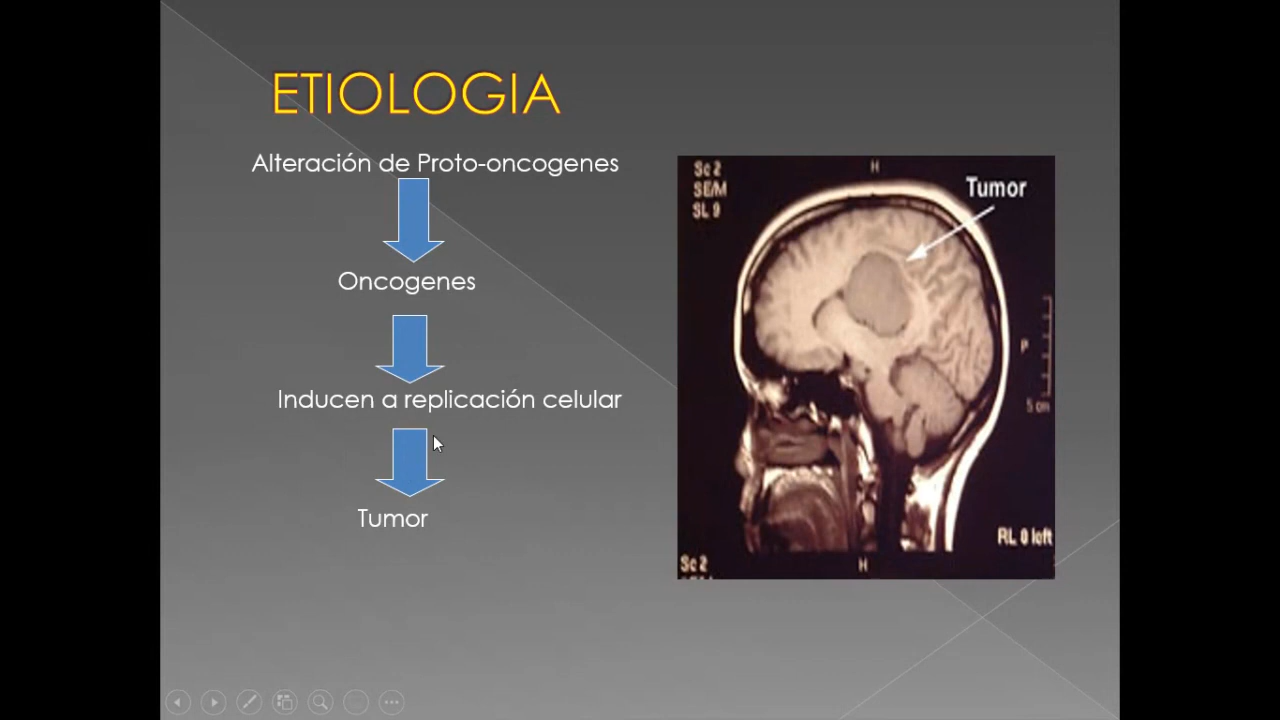 ETIOLOGIA
Alteración de Proto-oncogenes
Oncogenes
Inducen a replicación celular
Tumor
Sc 2
SE/M
SL 9
H
Tumor
P
5 cm
RL 0 left
Sc 2
H